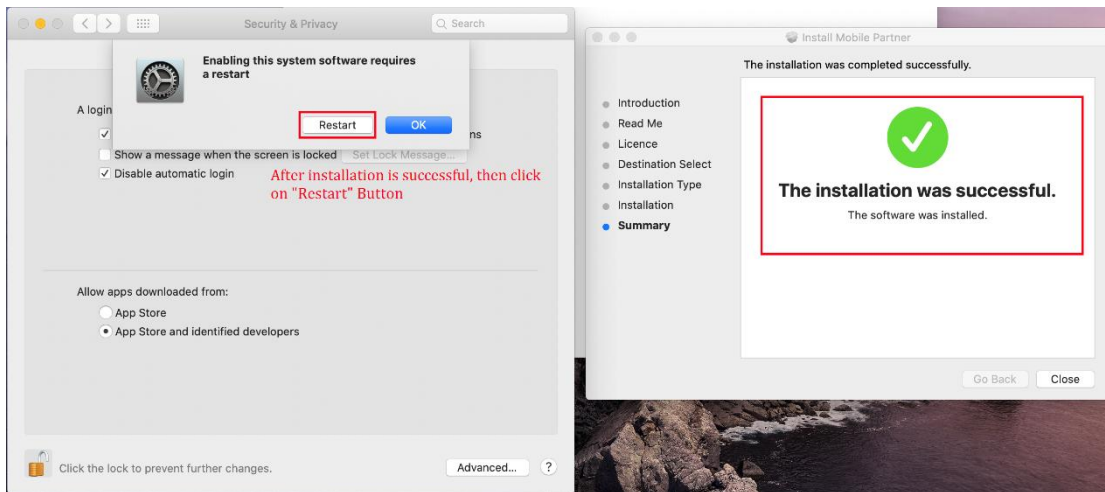 Security & Privacy
Search
Enabling this system software requires
a restart
Restart
OK
A login
ns
Show a message when the screen is locked
Set Lock Message...
Disable automatic login
After installation is successful, then click
on "Restart" Button
Allow apps downloaded from:
App Store
App Store and identified developers
Click the lock to prevent further changes.
Advanced...
?
Install Mobile Partner
The installation was completed successfully.
Introduction
Read Me
Licence
Destination Select
Installation Type
Installation
Summary
The installation was successful.
The software was installed.
Go Back
Close